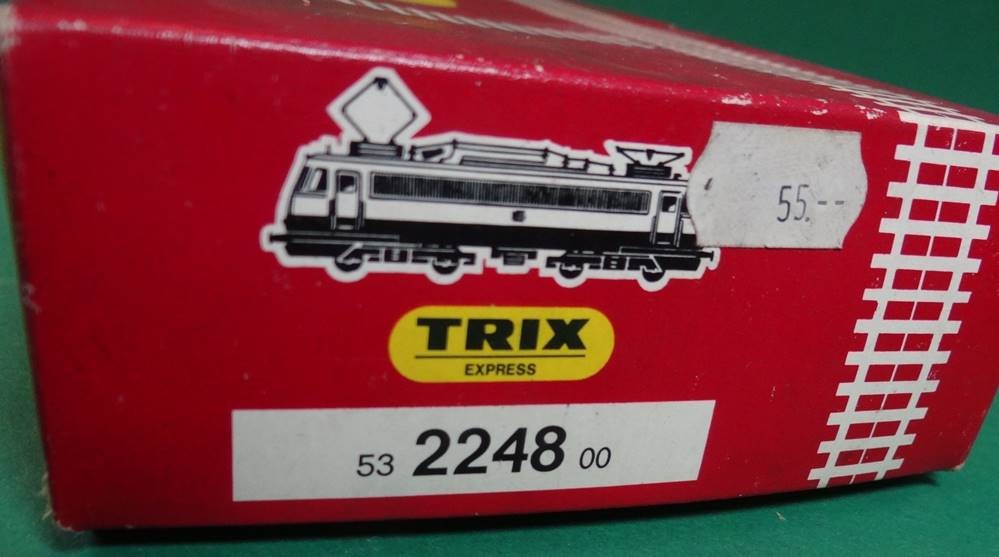 55.--
TRIX
EXPRESS
53 2248 00